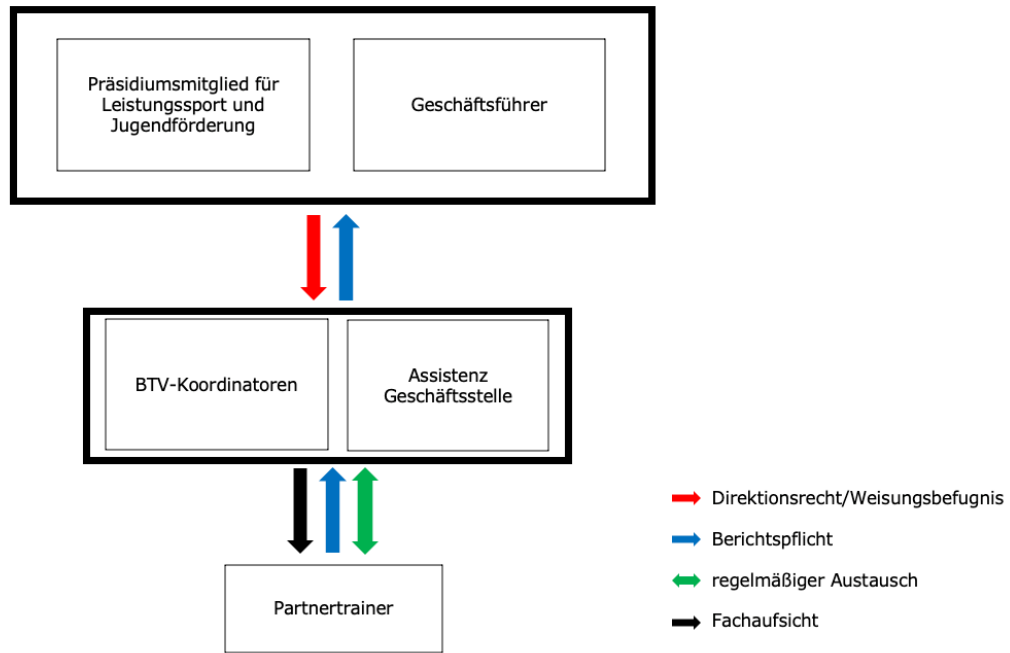 Präsidiumsmitglied für
Leistungssport und
Jugendförderung
Geschäftsführer
BTV-Koordinatoren
Assistenz
Geschäftsstelle
Partnertrainer
Direktionsrecht/Weisungsbefugnis
Berichtspflicht
regelmäßiger Austausch
Fachaufsicht